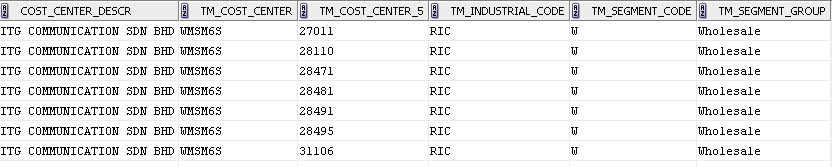 COST_CENTER_DESCR TM_COST_CENTER TM_COST_CENTER_5 TM_INDUSTRIAL_CODE TM_SEGMENT_CODE TM_SEGMENT_GROUP
ITG COMMUNICATION SDN BHD WMSM6S 27011 RIC W Wholesale
ITG COMMUNICATION SDN BHD WMSM6S 28110 RIC W Wholesale
ITG COMMUNICATION SDN BHD WMSM6S 28471 RIC W Wholesale
ITG COMMUNICATION SDN BHD WMSM6S 28481 RIC W Wholesale
ITG COMMUNICATION SDN BHD WMSM6S 28491 RIC W Wholesale
ITG COMMUNICATION SDN BHD WMSM6S 28495 RIC W Wholesale
ITG COMMUNICATION SDN BHD WMSM6S 31106 RIC W Wholesale